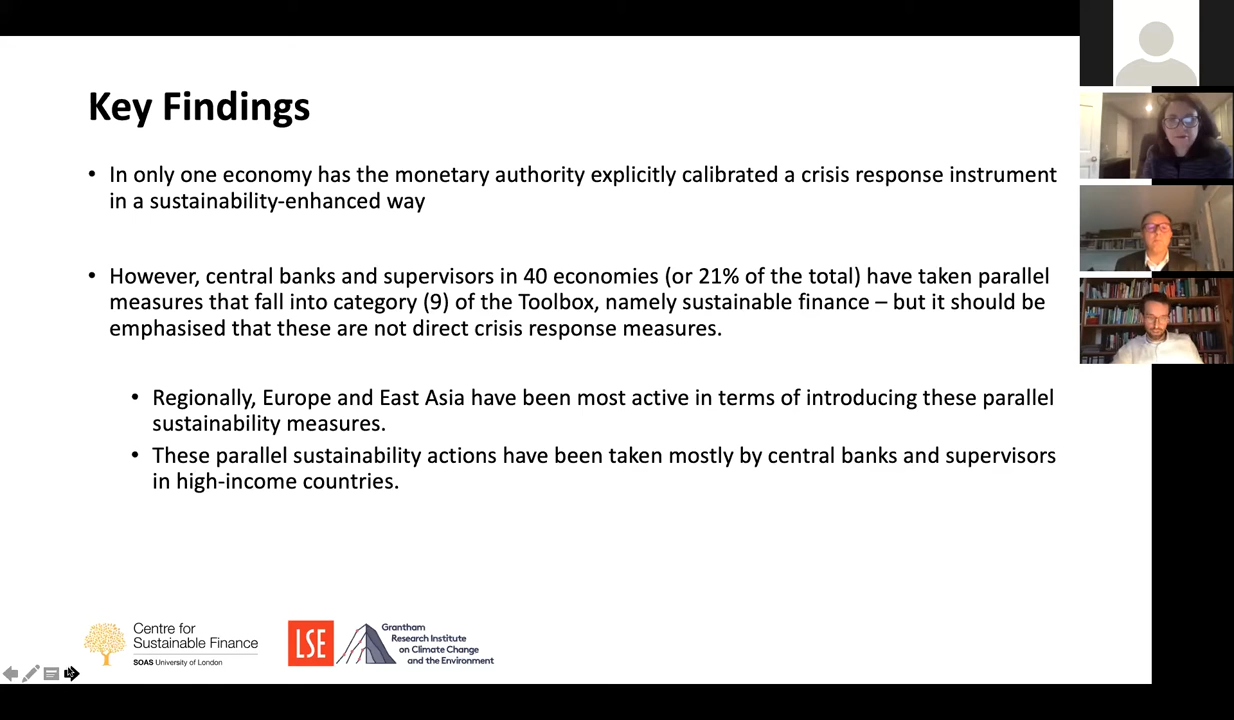 Key Findings
• In only one economy has the monetary authority explicitly calibrated a crisis response instrument
in a sustainability-enhanced way
• However, central banks and supervisors in 40 economies (or 21% of the total) have taken parallel
measures that fall into category (9) of the Toolbox, namely sustainable finance – but it should be
emphasised that these are not direct crisis response measures.
• Regionally, Europe and East Asia have been most active in terms of introducing these parallel
sustainability measures.
• These parallel sustainability actions have been taken mostly by central banks and supervisors
in high-income countries.
Centre for
Sustainable Finance
SOAS University of London
LSE
Grantham
Research Institute
on Climate Change
and the Environment